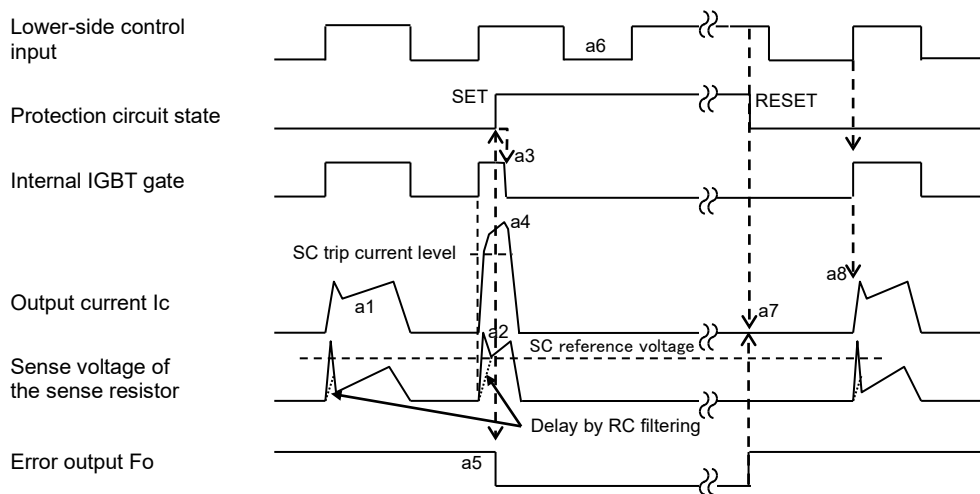 Lower-side control
input
a6
Protection circuit state
SET
RESET
Internal IGBT gate
a3
a4
SC trip current level
a8
Output current Ic
a1
a7
a2
SC reference voltage
Sense voltage of
the sense resistor
Delay by RC filtering
Error output Fo
a5